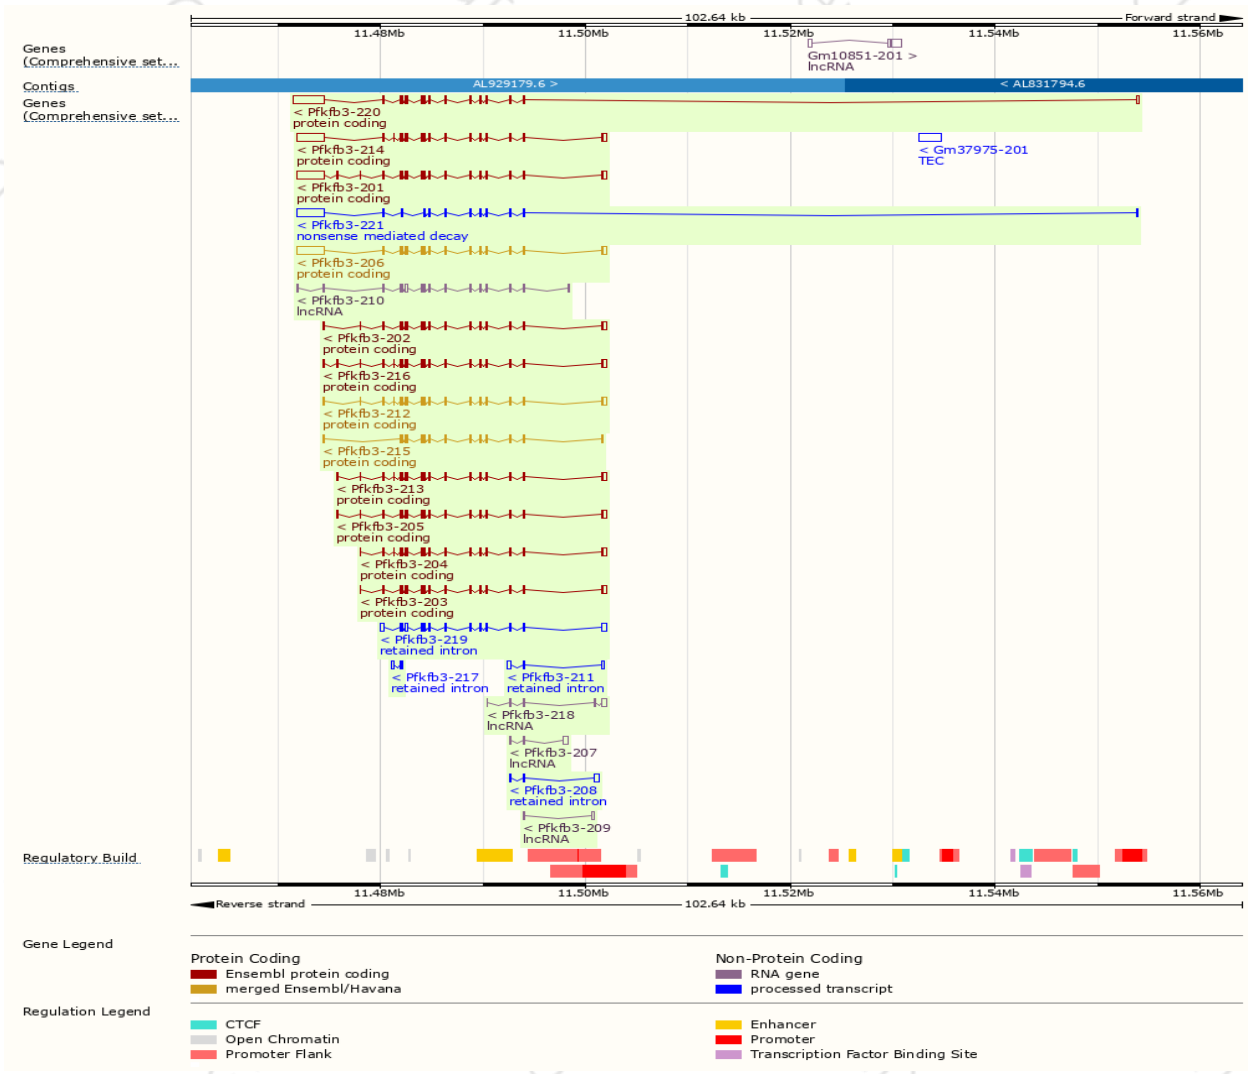 102.64 kb
Forward strand
11.48Mb 11.50Mb 11.52Mb 11.54Mb 11.56Mb
Genes
(Comprehensive set...
Gm10851-201 >
lncRNA
Contigs
AL929179.6 >
< AL831794.6
Genes
(Comprehensive set...
< Pfkfb3-220
protein coding
< Pfkfb3-214
protein coding
< Gm37975-201
TEC
< Pfkfb3-201
protein coding
< Pfkfb3-221
nonsense mediated decay
< Pfkfb3-206
protein coding
< Pfkfb3-210
lncRNA
< Pfkfb3-202
protein coding
< Pfkfb3-216
protein coding
< Pfkfb3-212
protein coding
< Pfkfb3-215
protein coding
< Pfkfb3-213
protein coding
< Pfkfb3-205
protein coding
< Pfkfb3-204
protein coding
< Pfkfb3-203
protein coding
< Pfkfb3-219
retained intron
< Pfkfb3-217
retained intron
< Pfkfb3-211
retained intron
< Pfkfb3-218
lncRNA
< Pfkfb3-207
lncRNA
< Pfkfb3-208
retained intron
< Pfkfb3-209
lncRNA
Regulatory Build
11.48Mb 11.50Mb 11.52Mb 11.54Mb 11.56Mb
Reverse strand
102.64 kb
Gene Legend
Protein Coding
Ensembl protein coding
merged Ensembl/Havana
Non-Protein Coding
RNA gene
processed transcript
Regulation Legend
CTCF
Open Chromatin
Promoter Flank
Enhancer
Promoter
Transcription Factor Binding Site